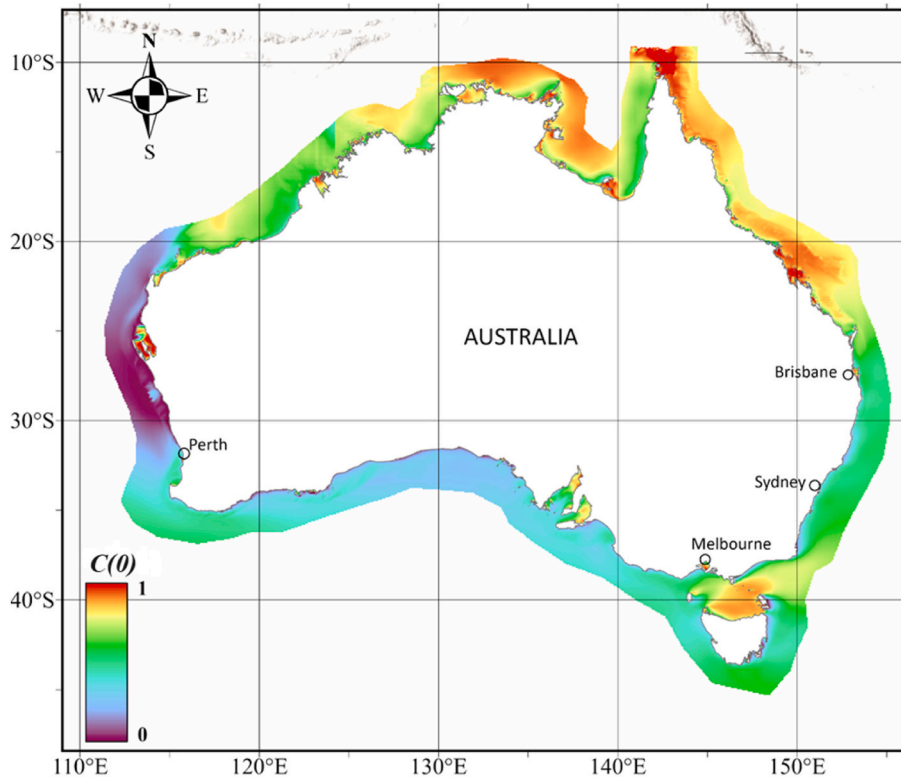 N
W E
S
10°S
20°S
30°S
40°S
AUSTRALIA
Brisbane
Perth
Sydney
Melbourne
C(0)
1
0
110°E 120°E 130°E 140°E 150°E